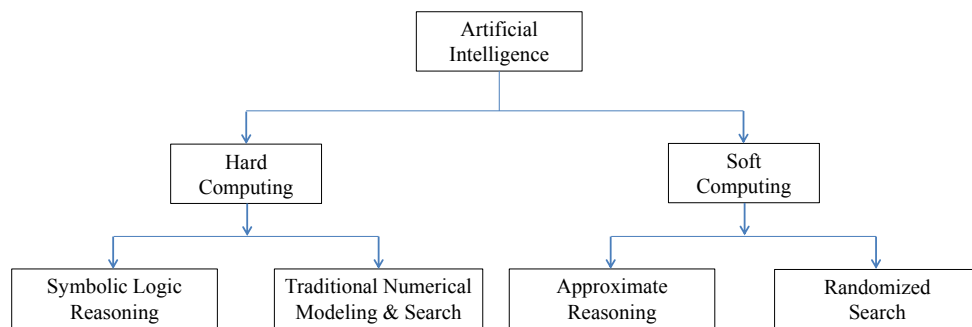 Artificial
Intelligence
Hard
Computing
Soft
Computing
Symbolic Logic
Reasoning
Traditional Numerical
Modeling & Search
Approximate
Reasoning
Randomized
Search